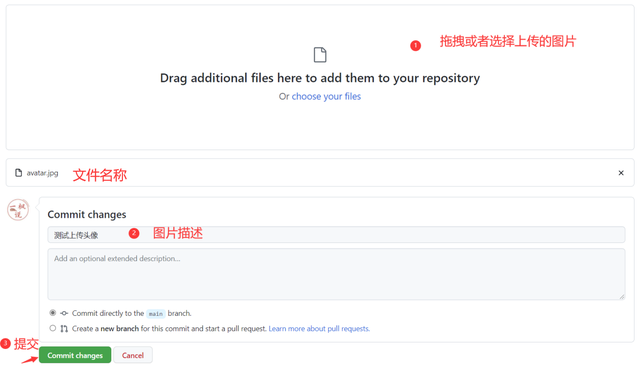 1 拖拽或者选择上传的图片
Drag additional files here to add them to your repository
Or choose your files
avatar.jpg 文件名称
Commit changes
测试上传头像 2 图片描述
Add an optional extended description...
Commit directly to the main branch.
Create a new branch for this commit and start a pull request. Learn more about pull requests.
3 提交
Commit changes Cancel